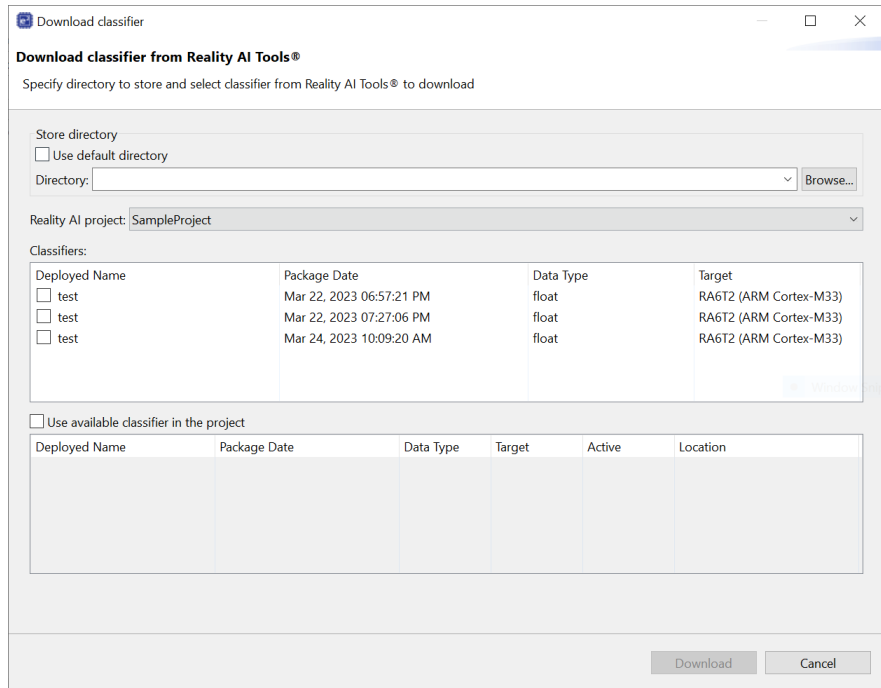 Download classifier
Download classifier from Reality AI Tools®
Specify directory to store and select classifier from Reality AI Tools® to download
Store directory
Use default directory
Directory: Browse...
Reality AI project: SampleProject
Classifiers:
Deployed Name Package Date Data Type Target
test Mar 22, 2023 06:57:21 PM float RA6T2 (ARM Cortex-M33)
test Mar 22, 2023 07:27:06 PM float RA6T2 (ARM Cortex-M33)
test Mar 24, 2023 10:09:20 AM float RA6T2 (ARM Cortex-M33)
Window
Use available classifier in the project
Deployed Name Package Date Data Type Target Active Location
Download Cancel